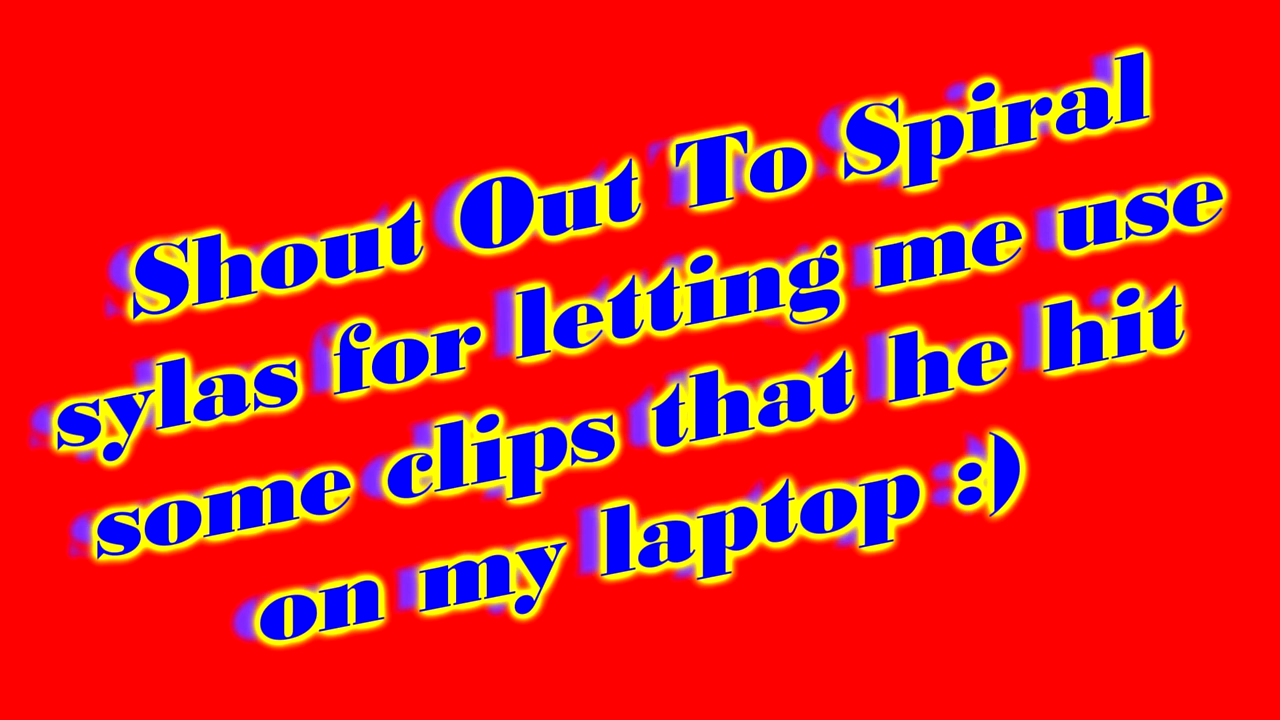 Shout Out To Spiral
sylas for letting me use
some clips that he hit
on my laptop :)